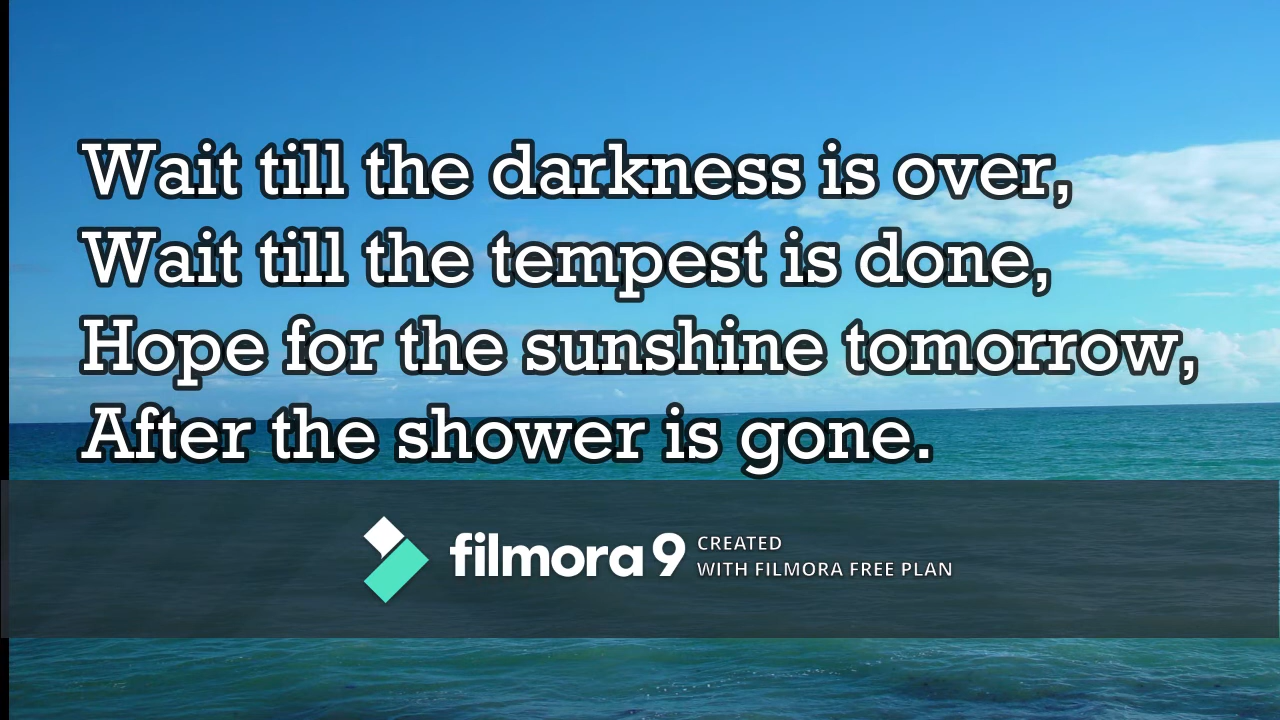 Wait till the darkness is over,
Wait till the tempest is done,
Hope for the sunshine tomorrow,
After the shower is gone.
filmora 9 CREATED
WITH FILMORA FREE PLAN